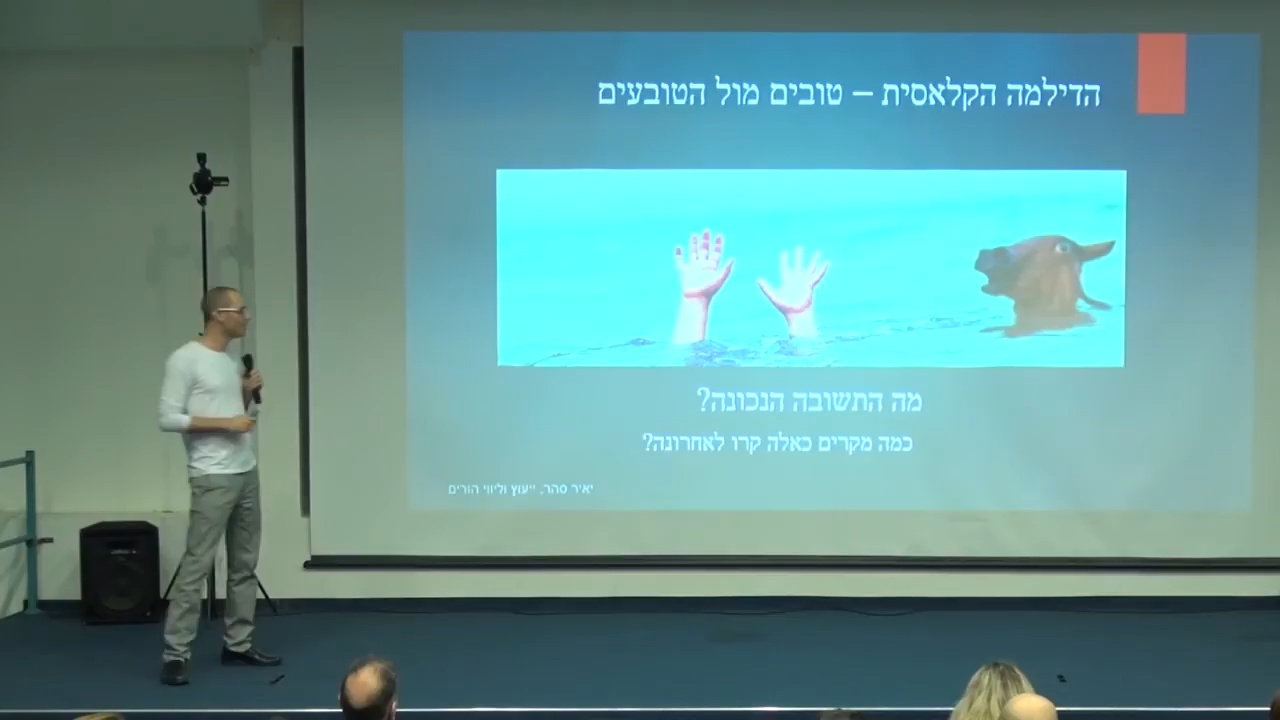 הדילמה הקלאסית – טובים מול הטובעים
מה התשובה הנכונה?
כמה מקרים כאלה קרו לאחרונה?
יאיר סהר, ייעוץ וליווי הורים